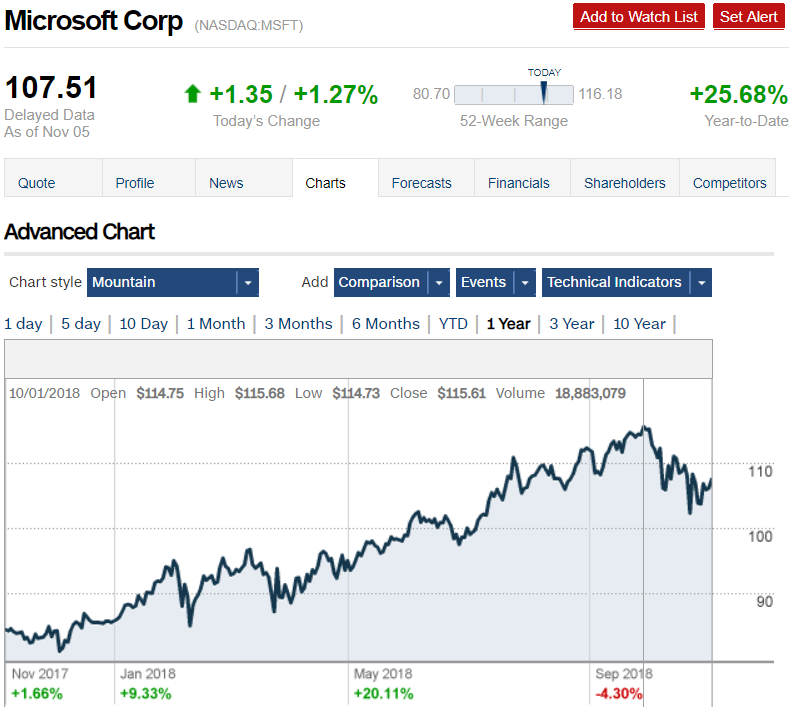 Microsoft Corp (NASDAQ:MSFT) Add to Watch List Set Alert
TODAY
107.51 +1.35 / +1.27% 80.70 116.18 +25.68%
Delayed Data Today's Change 52-Week Range Year-to-Date
As of Nov 05
Quote Profile News Charts Forecasts Financials Shareholders Competitors
Advanced Chart
Chart style Mountain Add Comparison Events Technical Indicators
1 day | 5 day | 10 Day | 1 Month | 3 Months | 6 Months | YTD | 1 Year | 3 Year | 10 Year |
10/01/2018 Open $114.75 High $115.68 Low $114.73 Close $115.61 Volume 18,883,079
110
100
90
Nov 2017 Jan 2018 May 2018 Sep 2018
+1.66% +9.33% +20.11% -4.30%